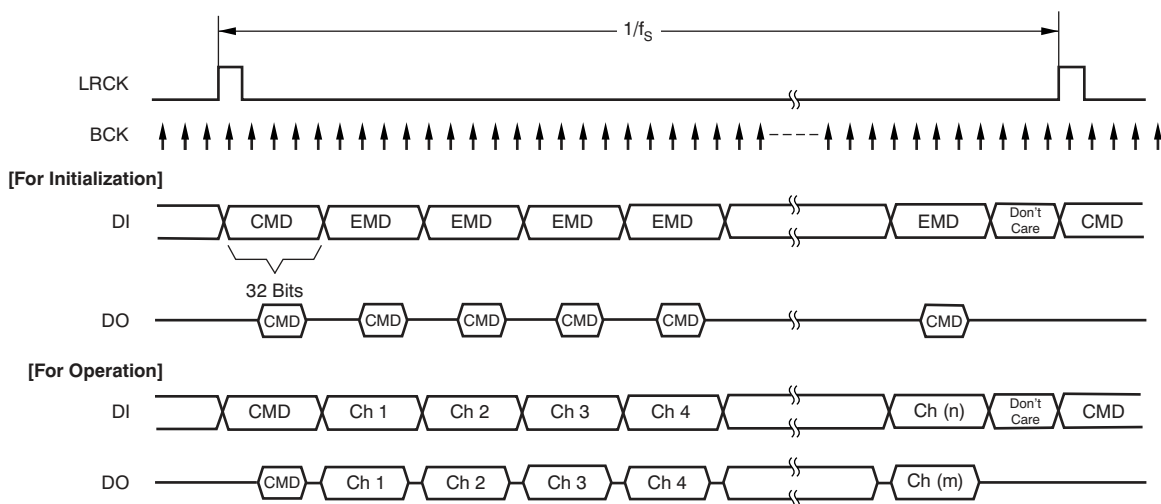 1/fS
LRCK
BCK
[For Initialization]
DI CMD EMD EMD EMD EMD EMD Don't Care CMD
32 Bits
DO CMD CMD CMD CMD CMD CMD
[For Operation]
DI CMD Ch 1 Ch 2 Ch 3 Ch 4 Ch (n) Don't Care CMD
DO CMD Ch 1 Ch 2 Ch 3 Ch 4 Ch (m)